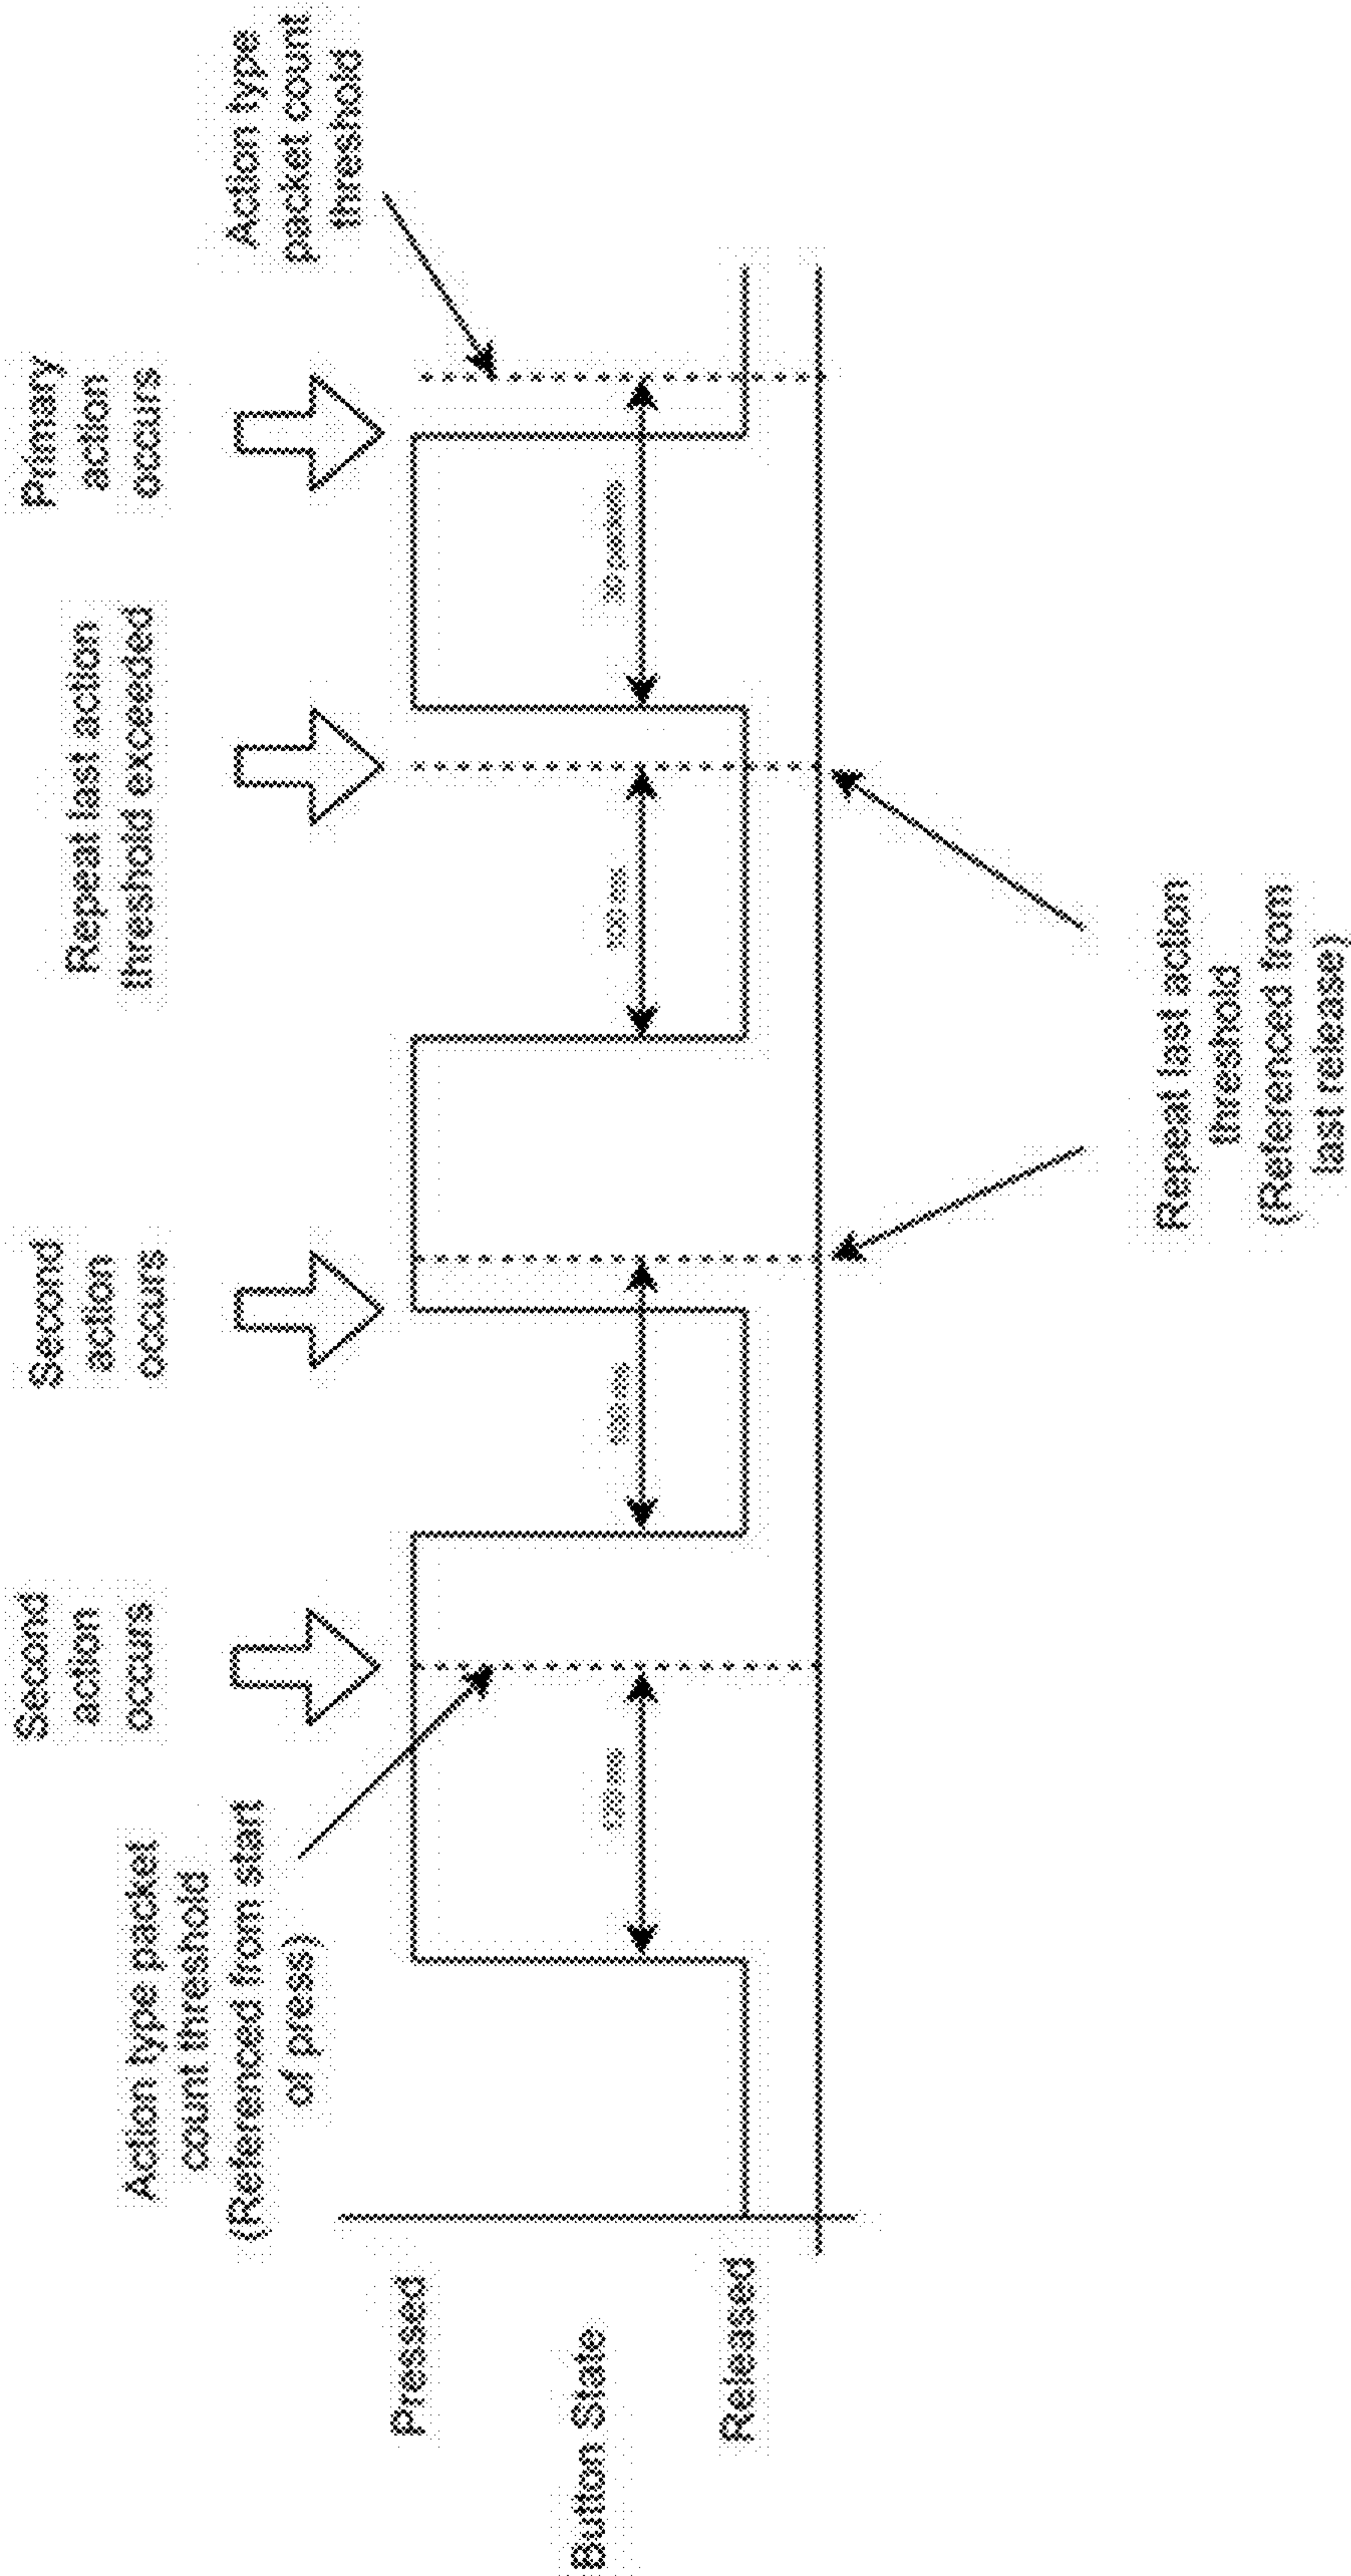 Action type packet
count threshold
(Referenced from start
of press)
Second
action
occurs
Second
action
occurs
Repeat last action
threshold exceeded
Primary
action
occurs
Action type
packet count
threshold
Pressed
Button State
Released
Repeat last action
threshold
(Referenced from
last release)